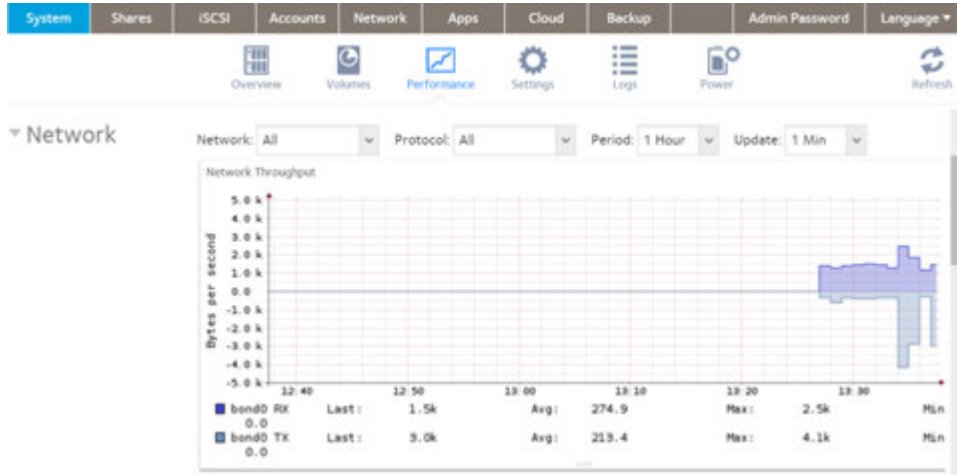 System Shares iSCSI Accounts Network Apps Cloud Backup Admin Password Language
Overview Volumes Performance Settings Logs Power Refresh
Network
Network: All Protocol: All Period: 1 Hour Update: 1 Min
Network Throughput
Bytes per second
5.0 k
4.0 k
3.0 k
2.0 k
1.0 k
0.0
-1.0 k
-2.0 k
-3.0 k
-4.0 k
-5.0 k
12:40 12:50 13:00 13:10 13:20 13:30
bond0 RX Last: 1.5k Avg: 274.9 Max: 2.5k Min
0.0
bond0 TX Last: 3.0k Avg: 213.4 Max: 4.1k Min
0.0